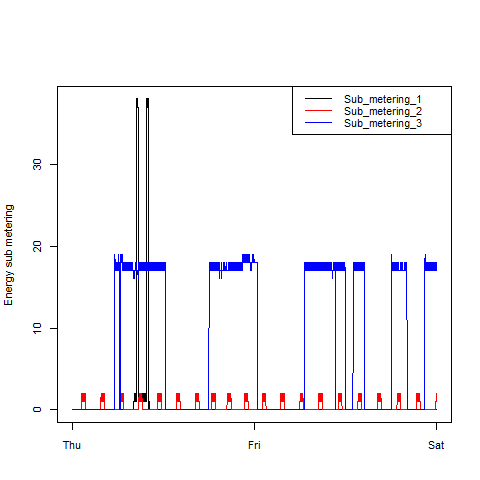 Sub_metering_1
Sub_metering_2
Sub_metering_3
Energy sub metering
30
20
10
0
Thu
Fri
Sat